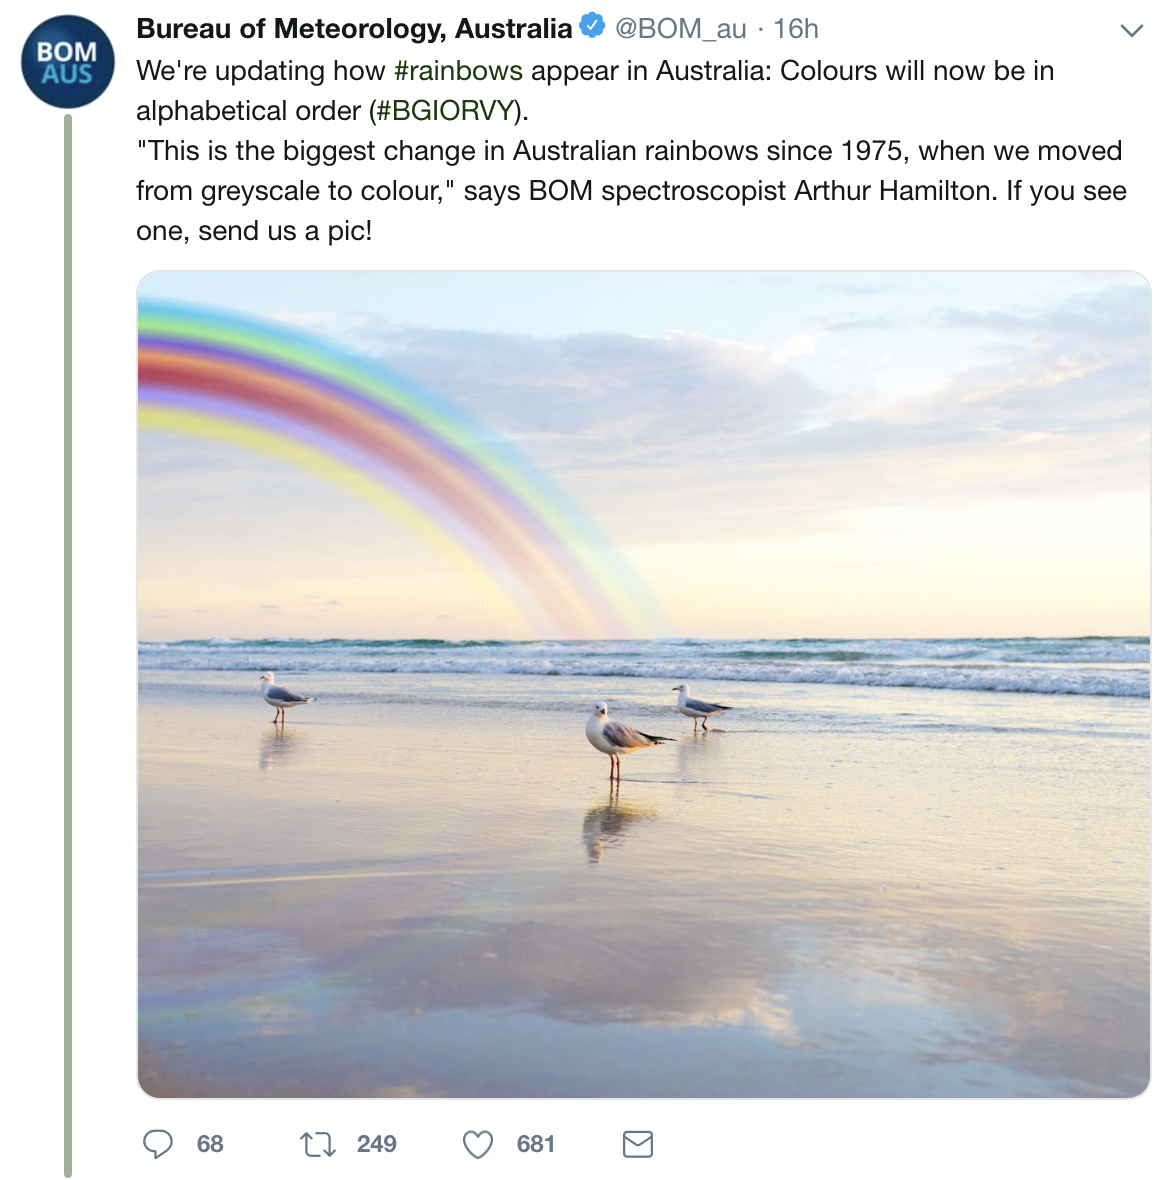 BOM
AUS
Bureau of Meteorology, Australia @BOM_au · 16h
We're updating how #rainbows appear in Australia: Colours will now be in
alphabetical order (#BGIORVY).
"This is the biggest change in Australian rainbows since 1975, when we moved
from greyscale to colour," says BOM spectroscopist Arthur Hamilton. If you see
one, send us a pic!
68 249 681